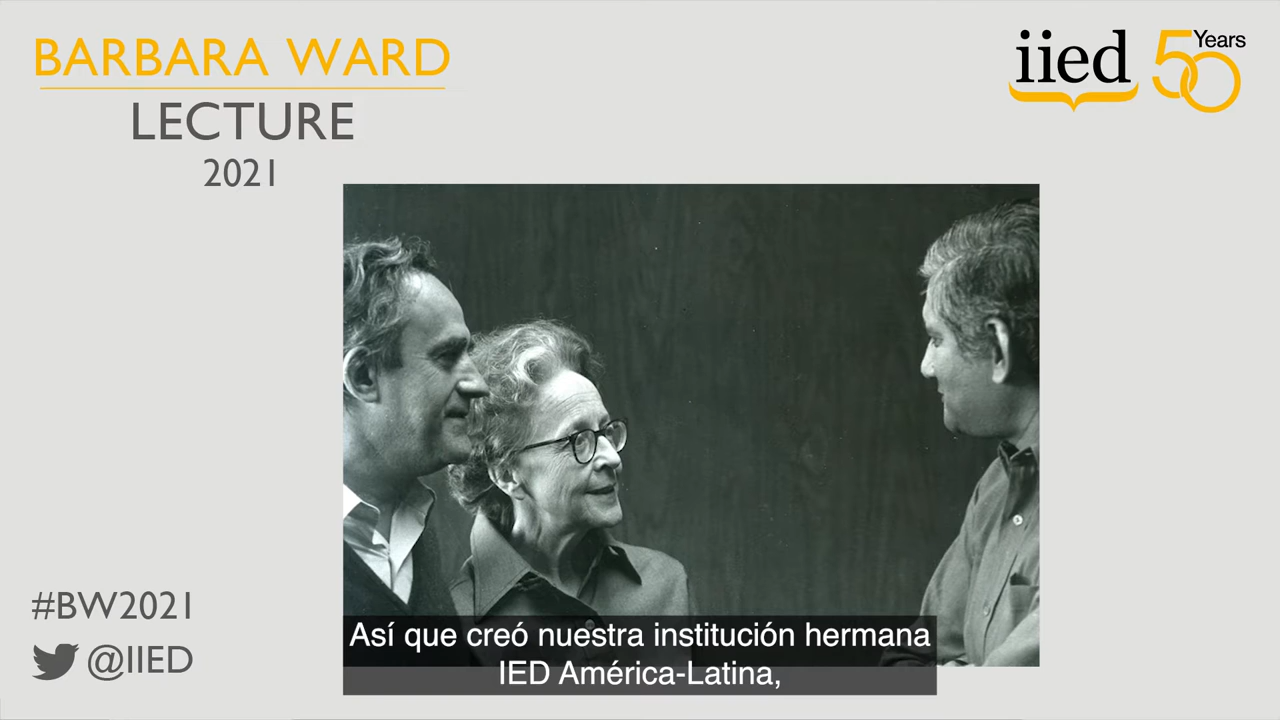 BARBARA WARD
LECTURE
2021
iied 50 Years
Así que creó nuestra institución hermana
IED América-Latina,
#BW2021
@IIED